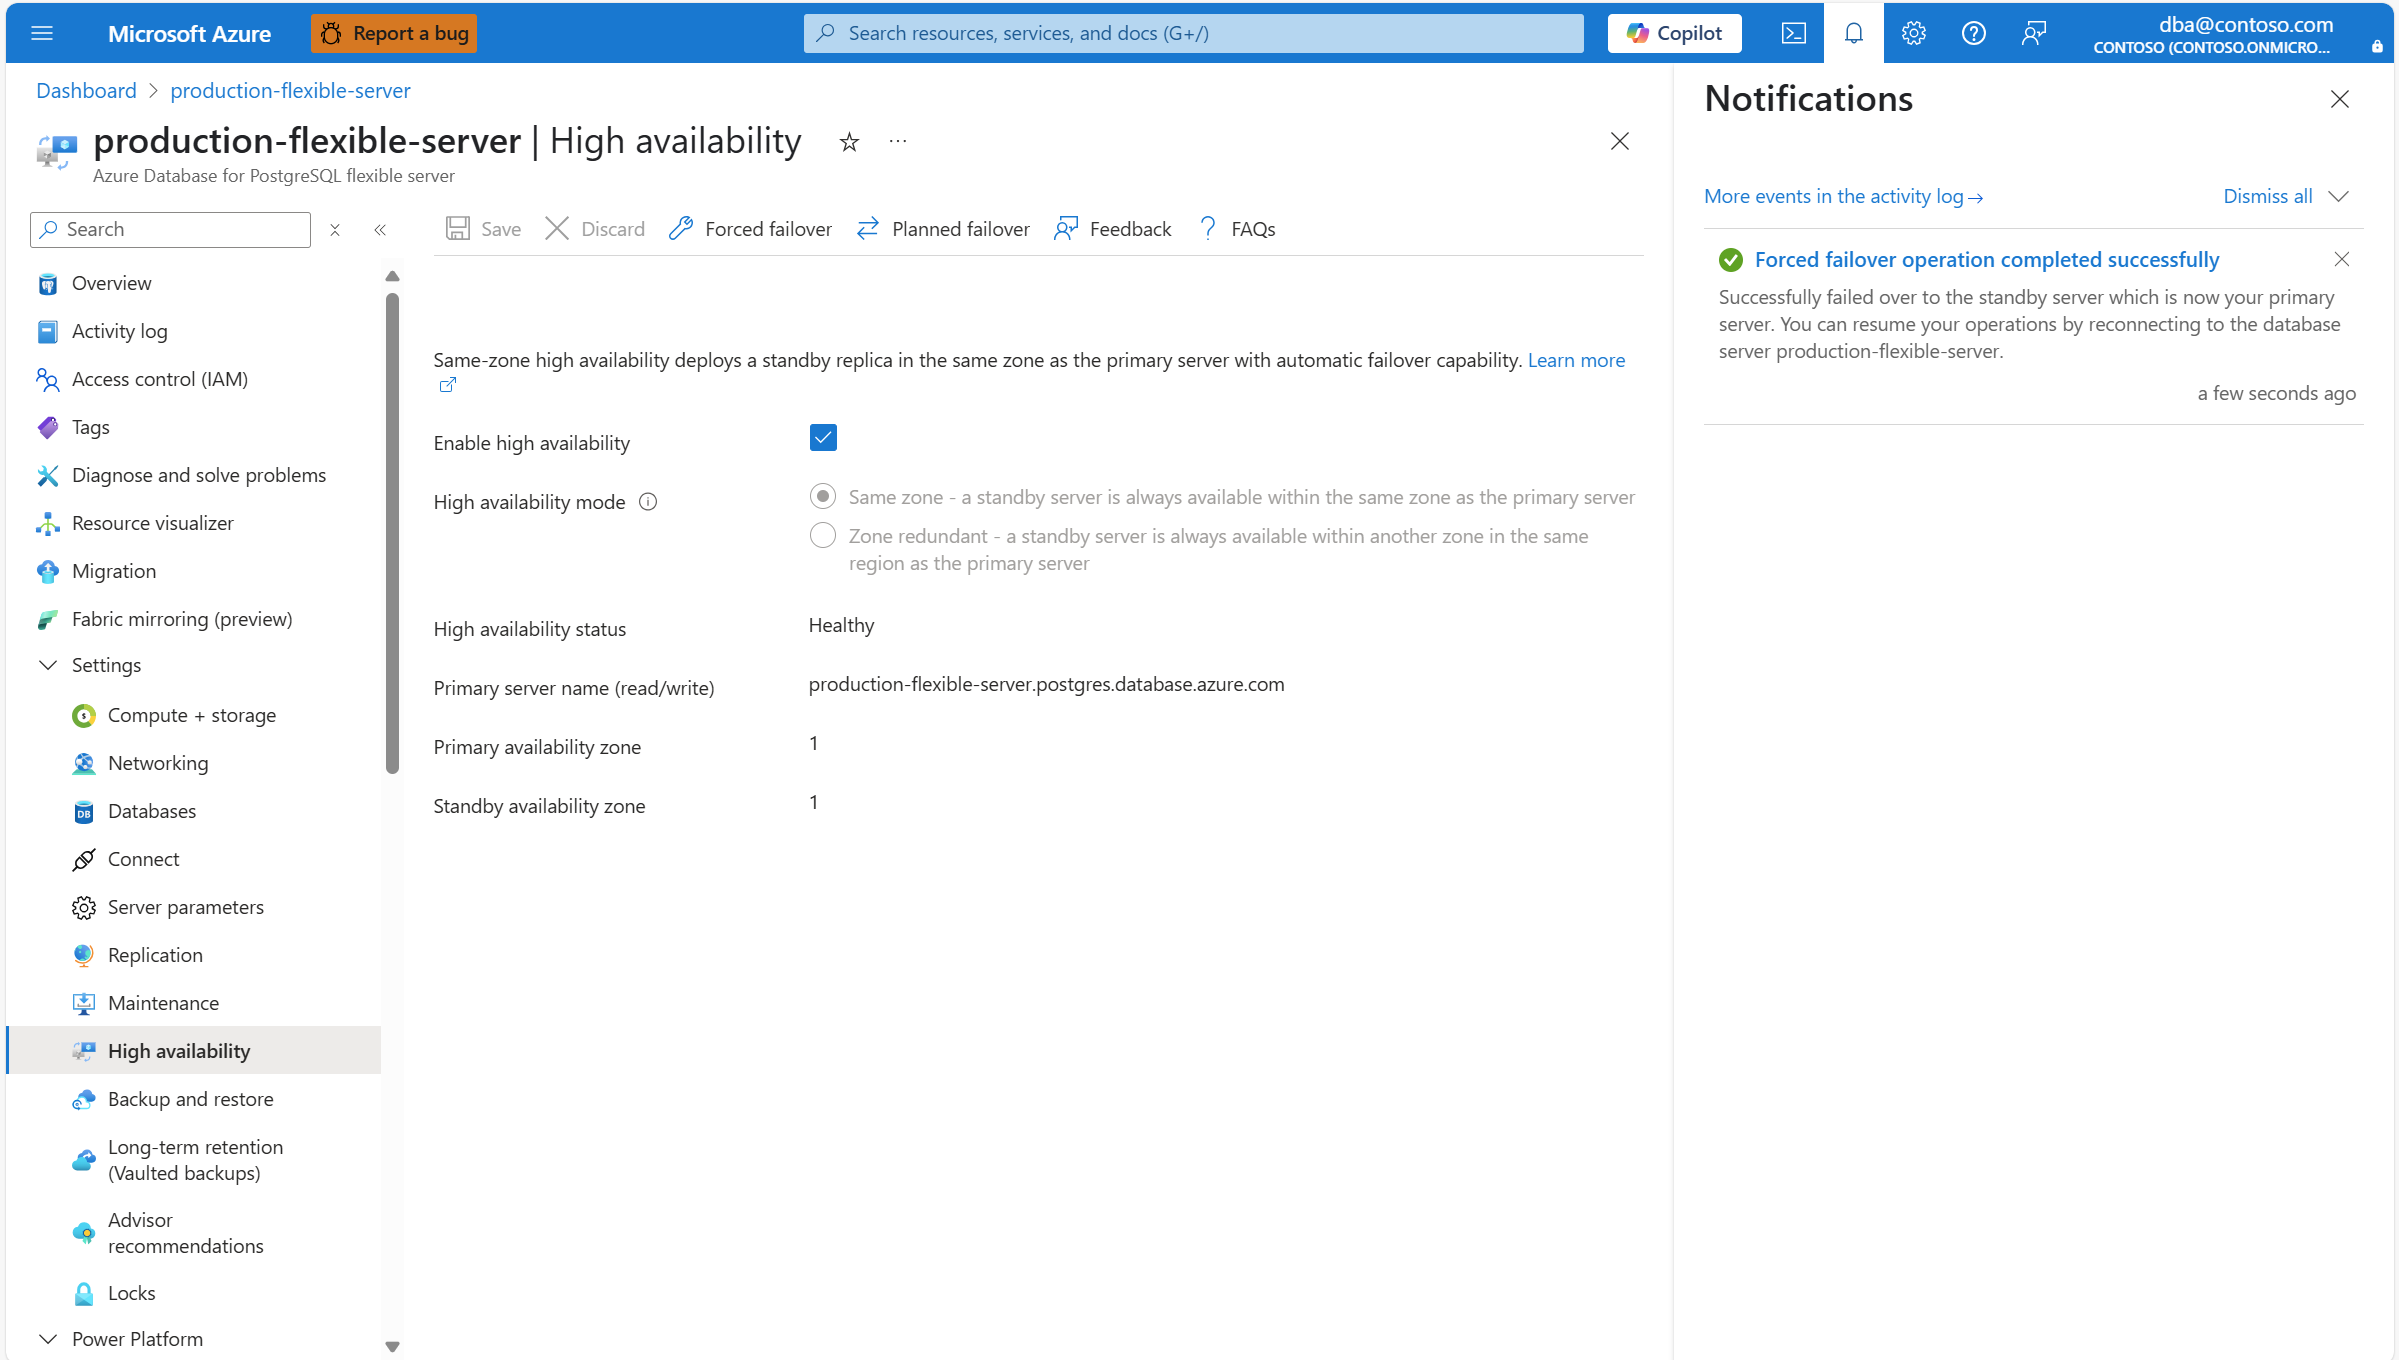 Microsoft Azure
Report a bug
Search resources, services, and docs (G+/)
Copilot
dba@contoso.com
CONTOSO (CONTOSO.ONMICRO...
Dashboard > production-flexible-server
production-flexible-server | High availability
Azure Database for PostgreSQL flexible server
Search
Overview
Activity log
Access control (IAM)
Tags
Diagnose and solve problems
Resource visualizer
Migration
Fabric mirroring (preview)
Settings
Compute + storage
Networking
Databases
Connect
Server parameters
Replication
Maintenance
High availability
Backup and restore
Long-term retention
(Vaulted backups)
Advisor
recommendations
Locks
Power Platform
Save
Discard
Forced failover
Planned failover
Feedback
FAQs
Same-zone high availability deploys a standby replica in the same zone as the primary server with automatic failover capability. Learn more
Enable high availability
High availability mode
Same zone - a standby server is always available within the same zone as the primary server
Zone redundant - a standby server is always available within another zone in the same
region as the primary server
High availability status
Healthy
Primary server name (read/write)
production-flexible-server.postgres.database.azure.com
Primary availability zone
1
Standby availability zone
1
Notifications
More events in the activity log→
Dismiss all
Forced failover operation completed successfully
Successfully failed over to the standby server which is now your primary
server. You can resume your operations by reconnecting to the database
server production-flexible-server.
a few seconds ago